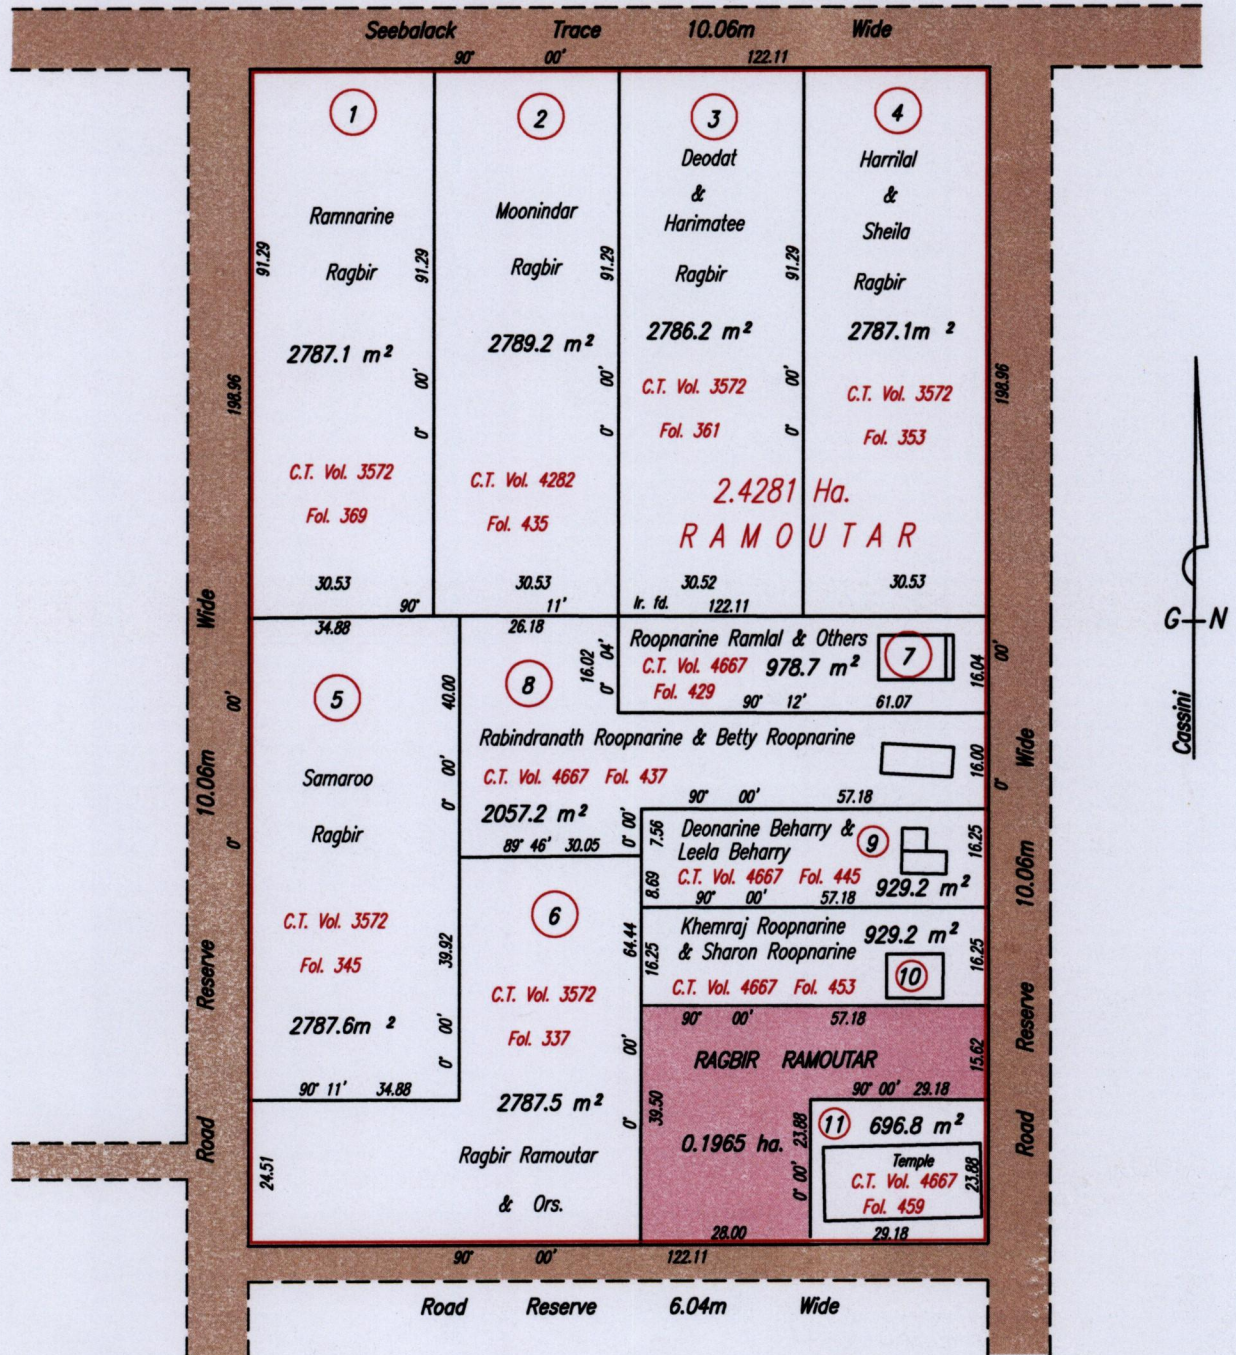 Seebalack Trace 10.06m Wide
90° 00' 122.11
1
Ramnarine
Ragbir
91.29
91.29
2787.1 m²
0° 00'
C.T. Vol. 3572
Fol. 369
30.53
2
Moonindar
Ragbir
91.29
2789.2 m²
0° 00'
C.T. Vol. 4282
Fol. 435
30.53
3
Deodat
&
Harimatee
Ragbir
91.29
2786.2 m²
0° 00'
C.T. Vol. 3572
Fol. 361
30.52
4
Harrilal
&
Sheila
Ragbir
2787.1m ²
C.T. Vol. 3572
Fol. 353
30.53
2.4281 Ha.
RAMOUTAR
198.96
198.96
90° 11' Ir. fd. 122.11
34.88
5
40.00
0° 00'
Samaroo
Ragbir
C.T. Vol. 3572
Fol. 345
39.92
2787.6m ²
0° 00'
90° 11' 34.88
24.51
26.18
8
16.02
0° 04'
Rabindranath Roopnarine & Betty Roopnarine
C.T. Vol. 4667 Fol. 437
2057.2 m²
89° 46' 30.05
16.00
90° 00' 57.18
Roopnarine Ramlal & Others
7
C.T. Vol. 4667 978.7 m²
Fol. 429
90° 12' 61.07
16.04
0° 00'
7.56
Deonarine Beharry &
Leela Beharry
9
16.25
C.T. Vol. 4667 Fol. 445
929.2 m²
8.69
90° 00' 57.18
Khemraj Roopnarine
& Sharon Roopnarine
929.2 m²
10
16.25
16.25
C.T. Vol. 4667 Fol. 453
90° 00' 57.18
6
64.44
C.T. Vol. 3572
Fol. 337
0° 00'
2787.5 m²
Ragbir Ramoutar
& Ors.
RAGBIR RAMOUTAR
15.62
39.50
0.1965 ha.
28.00
90° 00' 29.18
11
696.8 m²
23.88
0° 00'
Temple
C.T. Vol. 4667
Fol. 459
23.88
29.18
90° 00' 122.11
Road Reserve 6.04m Wide
Road Reserve 10.06m Wide
0° 00'
Road Reserve 10.06m Wide
0° 00'
G N
Cassini